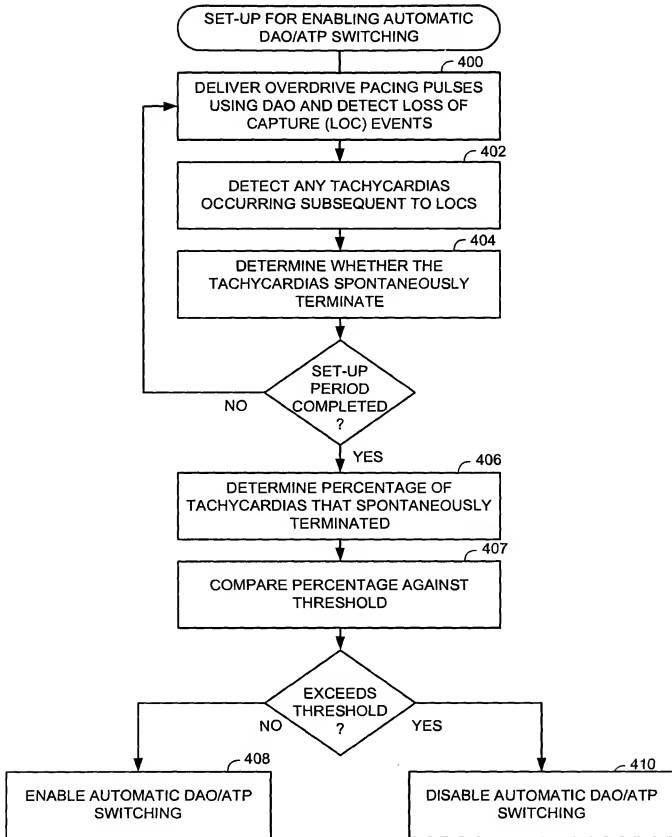 SET-UP FOR ENABLING AUTOMATIC
DAO/ATP SWITCHING
400
DELIVER OVERDRIVE PACING PULSES
USING DAO AND DETECT LOSS OF
CAPTURE (LOC) EVENTS
402
DETECT ANY TACHYCARDIAS
OCCURRING SUBSEQUENT TO LOCS
404
DETERMINE WHETHER THE
TACHYCARDIAS SPONTANEOUSLY
TERMINATE
SET-UP
PERIOD
COMPLETED
?
NO
YES
406
DETERMINE PERCENTAGE OF
TACHYCARDIAS THAT SPONTANEOUSLY
TERMINATED
407
COMPARE PERCENTAGE AGAINST
THRESHOLD
EXCEEDS
THRESHOLD
?
NO
YES
408
ENABLE AUTOMATIC DAO/ATP
SWITCHING
410
DISABLE AUTOMATIC DAO/ATP
SWITCHING